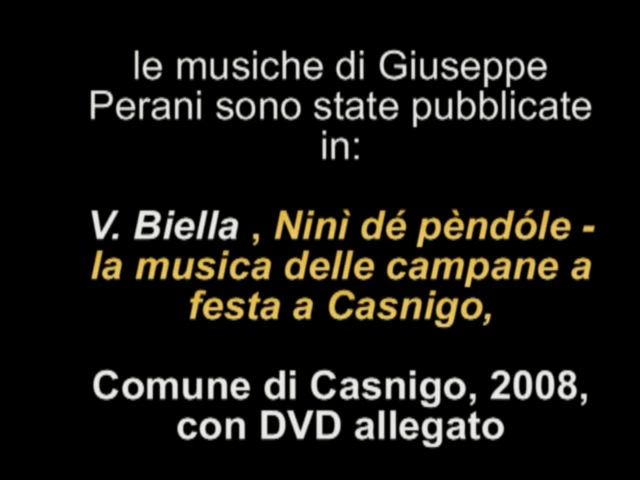 le musiche di Giuseppe
Perani sono state pubblicate
in:
V. Biella , Ninì dé pèndóle -
la musica delle campane a
festa a Casnigo,
Comune di Casnigo, 2008,
con DVD allegato